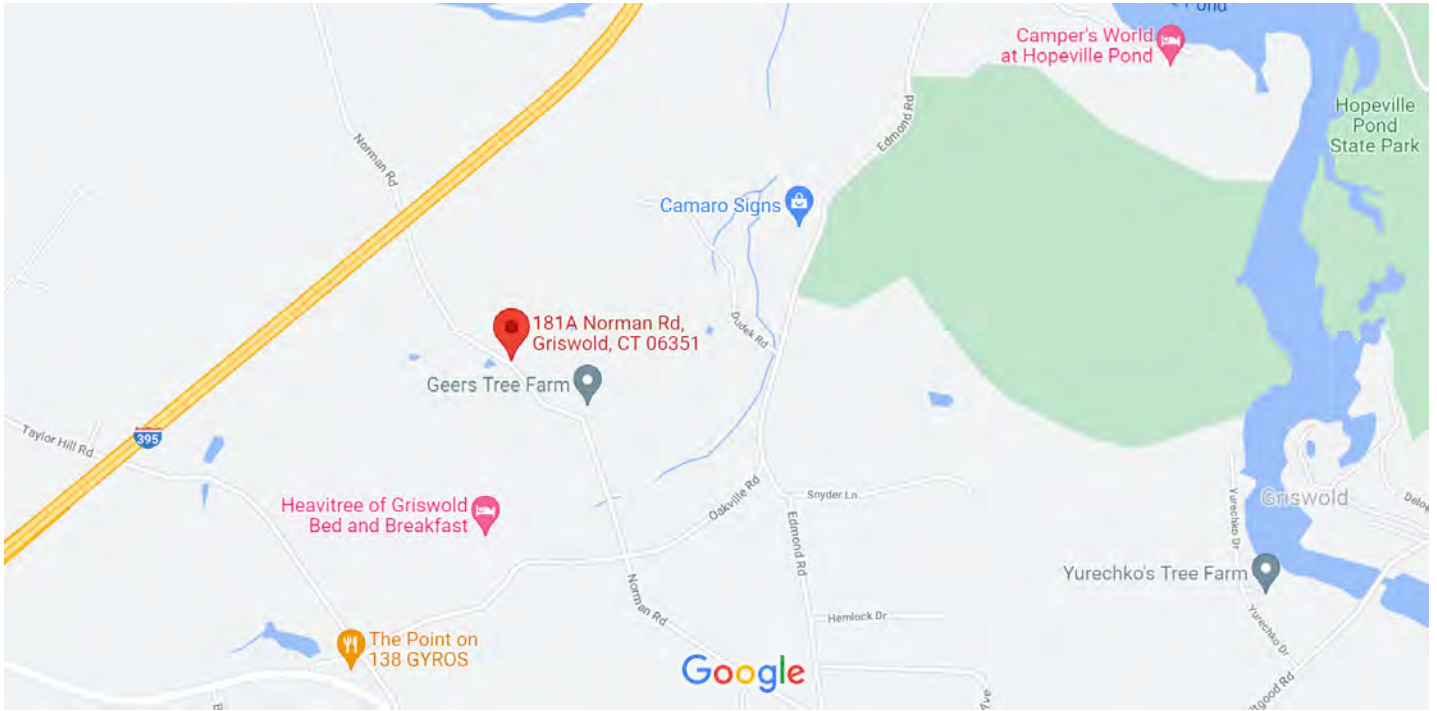 Pond
Camper's World
at Hopeville Pond
Hopeville
Pond
State Park
Edmond Rd
Norman Rd
Camaro Signs
181A Norman Rd,
Griswold, CT 06351
Dudek Rd
Geers Tree Farm
395
Taylor Hill Rd
Heavitree of Griswold
Bed and Breakfast
Oakville Rd
Snyder Ln
Edmond Rd
Yurechko Dr
Griswold
Yurechko's Tree Farm
Norman Rd
Hemlock Dr
Yurechko Dr
The Point on
138 GYROS
Google